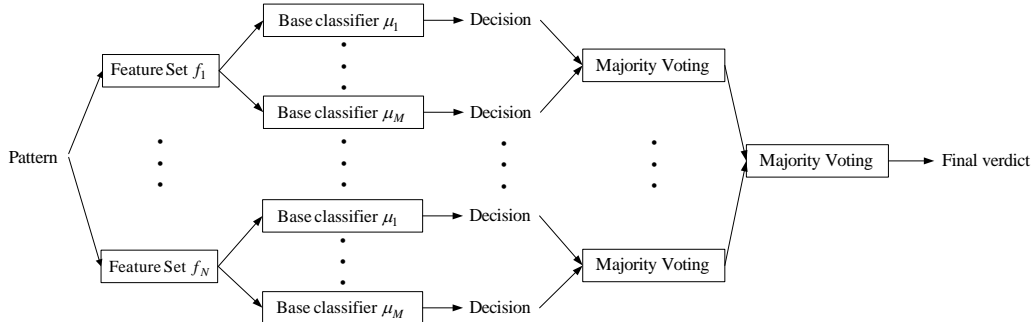 Base classifier μ1
Decision
Feature Set f1
Majority Voting
Base classifier μM
Decision
Pattern
Majority Voting
Final verdict
Base classifier μ1
Decision
Feature Set fN
Majority Voting
Base classifier μM
Decision